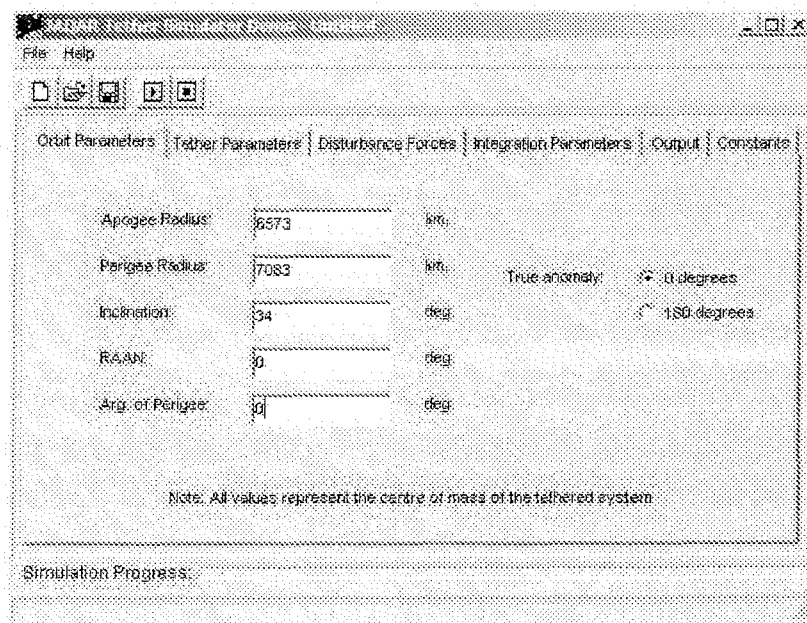 File Help
Orbit Parameters Tether Parameters Disturbance Forces Integration Parameters Output Constants
Apogee Radius: 6573 km
Perigee Radius: 7083 km
True anomaly: 0 degrees
Inclination: 34 deg
180 degrees
RAAN: 0 deg
Arg. of Perigee: 0 deg
Note: All values represent the centre of mass of the tethered system
Simulation Progress: